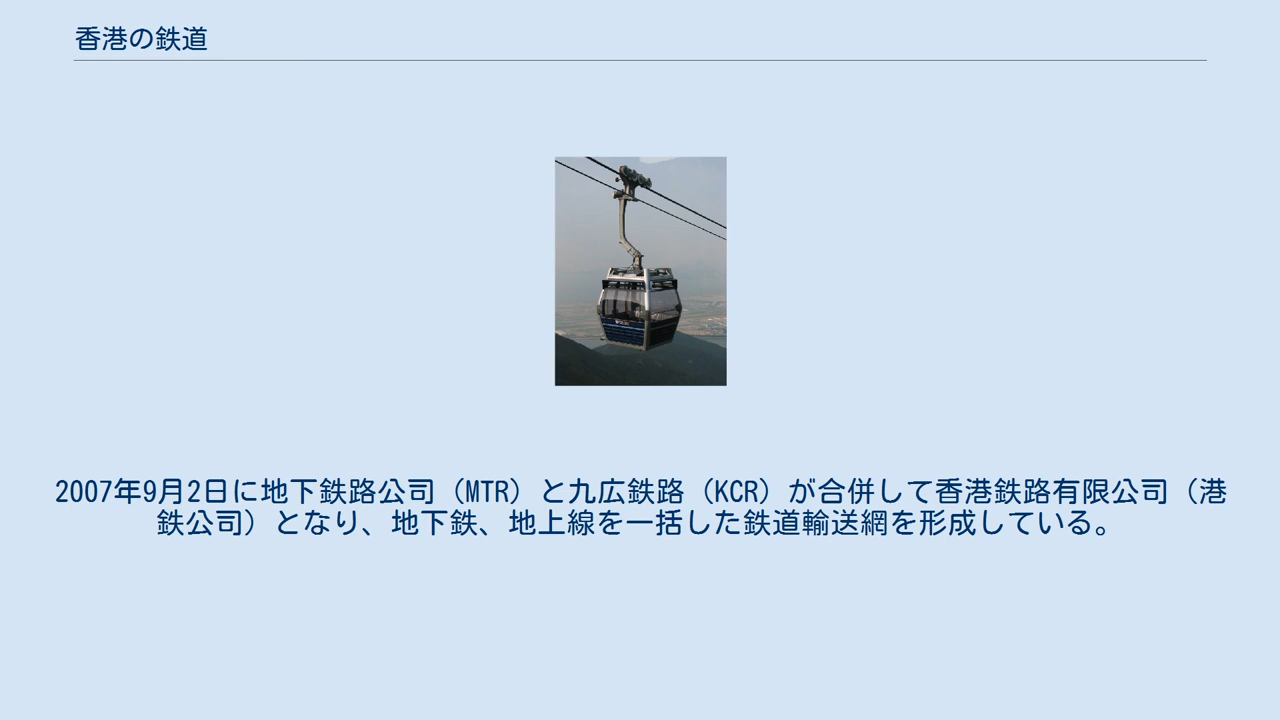 香港の鉄道
2007年9月2日に地下鉄路公司（MTR）と九広鉄路（KCR）が合併して香港鉄路有限公司（港
鉄公司）となり、地下鉄、地上線を一括した鉄道輸送網を形成している。